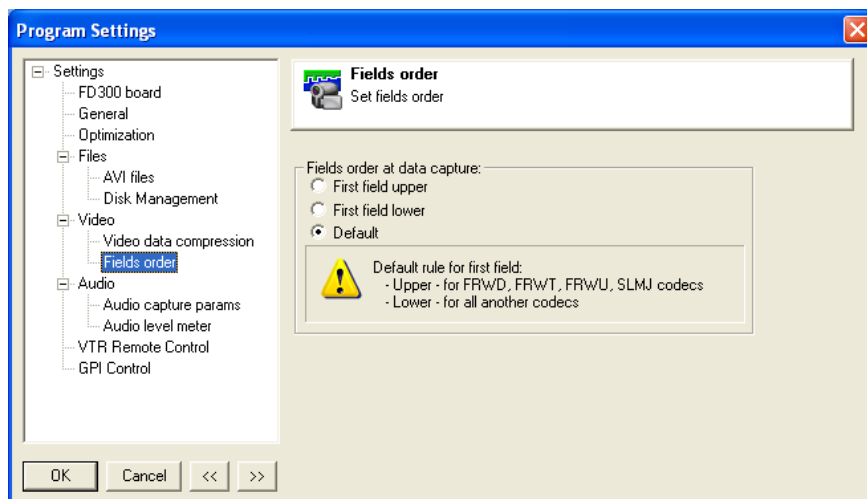 Program Settings
Settings
FD300 board
General
Optimization
Files
AVI files
Disk Management
Video
Video data compression
Fields order
Audio
Audio capture params
Audio level meter
VTR Remote Control
GPI Control
Fields order
Set fields order
Fields order at data capture:
First field upper
First field lower
Default
Default rule for first field:
- Upper - for FRWD, FRWT, FRWU, SLMJ codecs
- Lower - for all another codecs
OK Cancel << >>